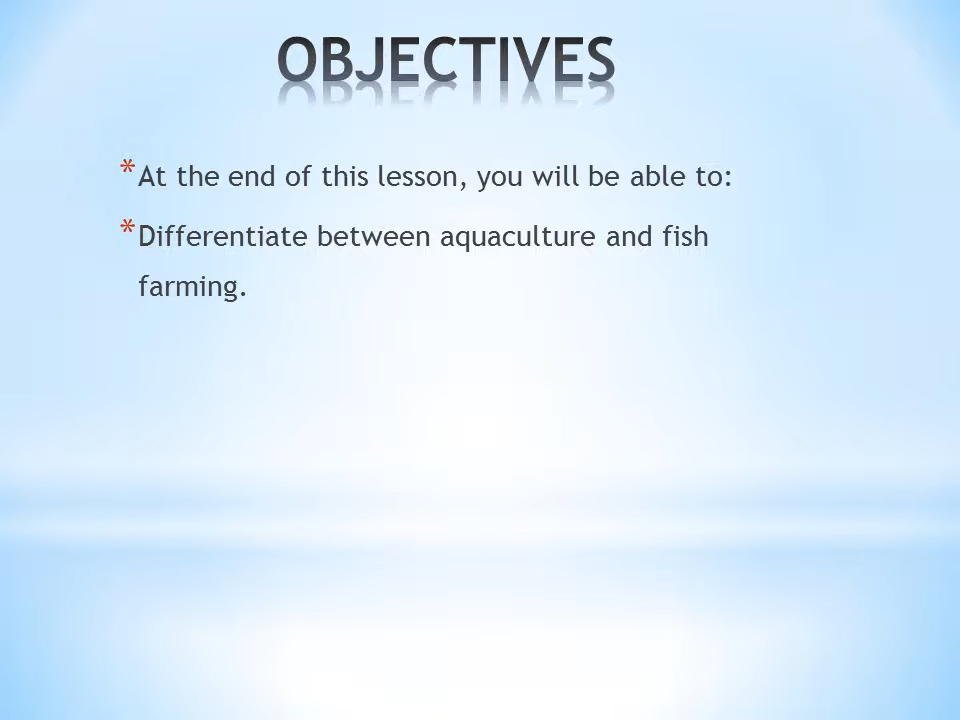 OBJECTIVES
* At the end of this lesson, you will be able to:
* Differentiate between aquaculture and fish
farming.